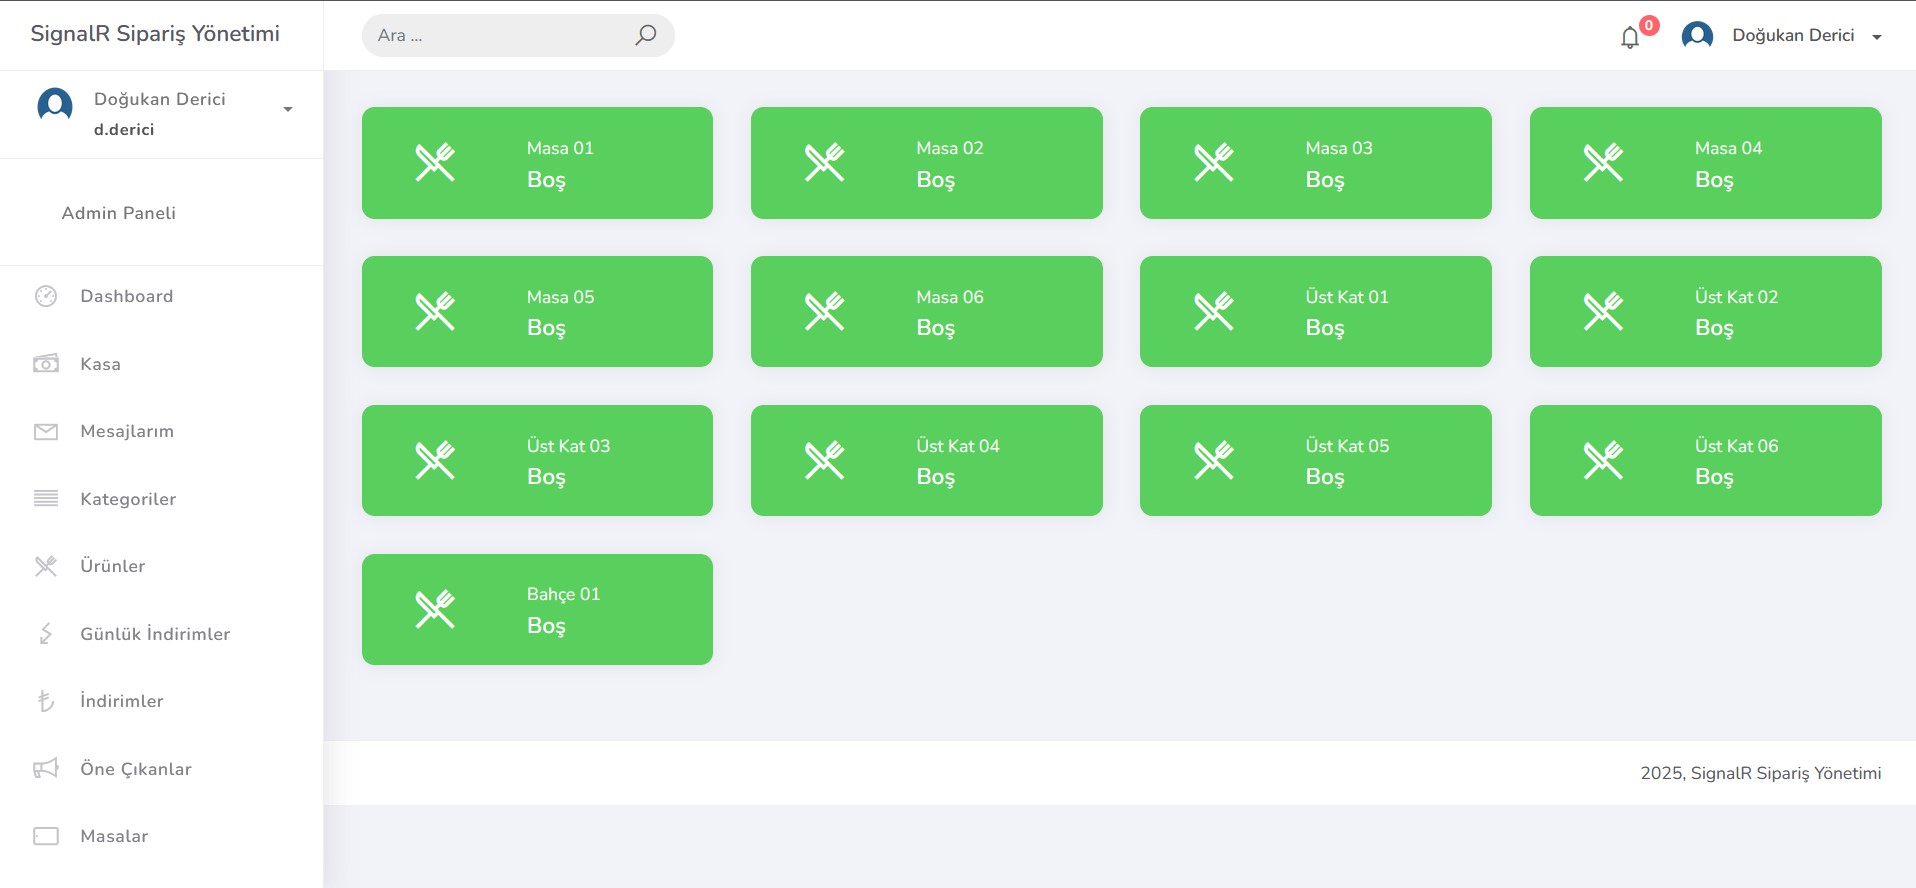 SignalR Sipariş Yönetimi
Ara ...
0
Doğukan Derici
Doğukan Derici
d.derici
Admin Paneli
Dashboard
Kasa
Mesajlarım
Kategoriler
Ürünler
Günlük İndirimler
İndirimler
Öne Çıkanlar
Masalar
Masa 01
Boş
Masa 02
Boş
Masa 03
Boş
Masa 04
Boş
Masa 05
Boş
Masa 06
Boş
Üst Kat 01
Boş
Üst Kat 02
Boş
Üst Kat 03
Boş
Üst Kat 04
Boş
Üst Kat 05
Boş
Üst Kat 06
Boş
Bahçe 01
Boş
2025, SignalR Sipariş Yönetimi